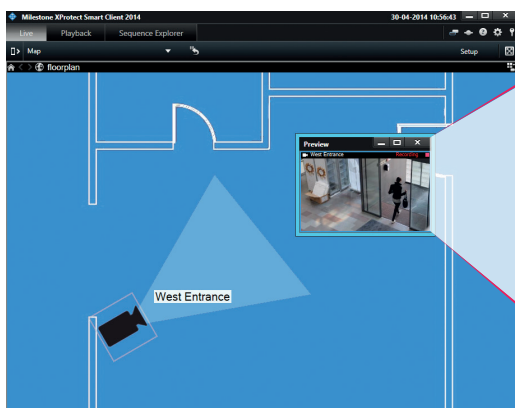 Milestone XProtect Smart Client 2014
30-04-2014 10:56:43
Live
Playback
Sequence Explorer
Map
Setup
floorplan
Preview
West Entrance
Recording
West Entrance